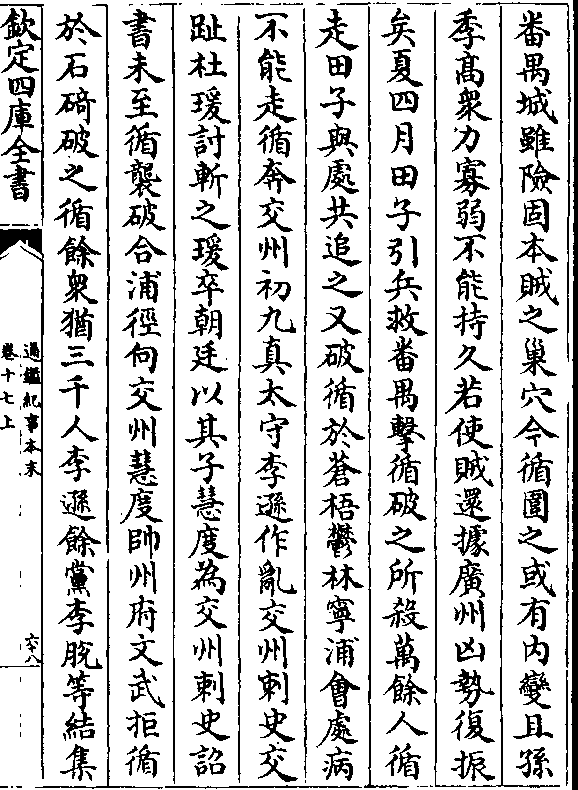 番禺城雖險固本賊之巢穴今循圍之或有内變且孫
季髙衆力寡弱不能持久若使賊還據廣州凶勢復振
矣夏四月田子引兵救番禺擊循破之所殺萬餘人循
走田子與處共追之又破循於蒼梧鬱林寧浦會處病
不能走循奔交州初九真太守李遜作亂交州刺史交
趾杜瑗討斬之瑗卒朝廷以其子慧度為交州刺史詔
書未至循襲破合浦徑向交州慧度帥州府文武拒循
於石碕破之循餘衆猶三千人李遜餘黨李脱等結集
欽定四庫全書
通鑑紀事本末
卷十七上
六十八